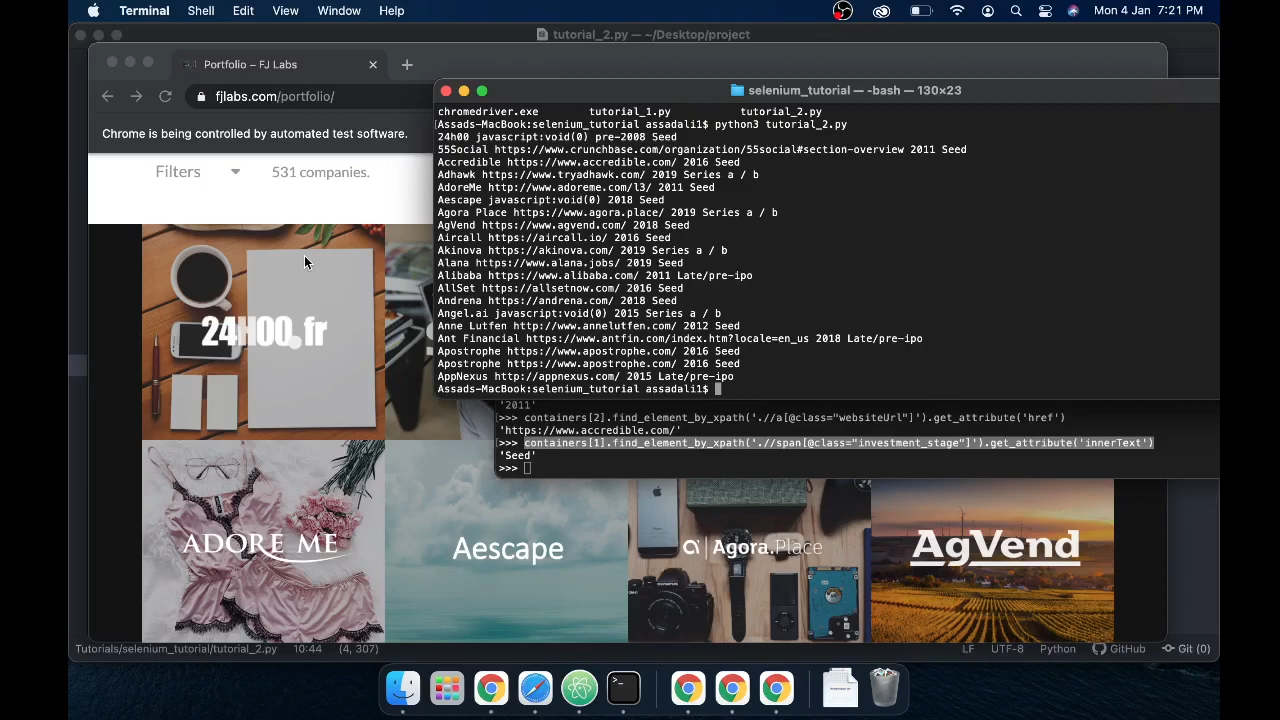 Terminal Shell Edit View Window Help Mon 4 Jan 7:21 PM
tutorial_2.py — ~/Desktop/project
Portfolio – FJ Labs
fjlabs.com/portfolio/
Chrome is being controlled by automated test software.
Filters 531 companies.
selenium_tutorial — -bash — 130×23
chromedriver.exe tutorial_1.py tutorial_2.py
[Assads-MacBook:selenium_tutorial assadali1$ python3 tutorial_2.py
24h00 javascript:void(0) pre-2008 Seed
55Social https://www.crunchbase.com/organization/55social#section-overview 2011 Seed
Accredible https://www.accredible.com/ 2016 Seed
Adhawk https://www.tryadhawk.com/ 2019 Series a / b
AdoreMe http://www.adoreme.com/l3/ 2011 Seed
Aescape javascript:void(0) 2018 Seed
Agora Place https://www.agora.place/ 2019 Series a / b
AgVend https://www.agvend.com/ 2018 Seed
Aircall https://aircall.io/ 2016 Seed
Akinova https://akinova.com/ 2019 Series a / b
Alana https://www.alana.jobs/ 2019 Seed
Alibaba https://www.alibaba.com/ 2011 Late/pre-ipo
AllSet https://allsetnow.com/ 2016 Seed
Andrena https://andrena.com/ 2018 Seed
Angel.ai javascript:void(0) 2015 Series a / b
Anne Lutfen http://www.annelutfen.com/ 2012 Seed
Ant Financial https://www.antfin.com/index.htm?locale=en_us 2018 Late/pre-ipo
Apostrophe https://www.apostrophe.com/ 2016 Seed
Apostrophe https://www.apostrophe.com/ 2016 Seed
AppNexus http://appnexus.com/ 2015 Late/pre-ipo
Assads-MacBook:selenium_tutorial assadali1$
'2011'
[>>> containers[2].find_element_by_xpath('.//a[@class="websiteUrl"]').get_attribute('href')
'https://www.accredible.com/'
[>>> containers[1].find_element_by_xpath('.//span[@class="investment_stage"]').get_attribute('innerText')
'Seed'
>>>
24H00.fr
ADORE ME
Aescape
Agora.Place
AgVend
Tutorials/selenium_tutorial/tutorial_2.py 10:44 (4, 307) LF UTF-8 Python GitHub Git (0)